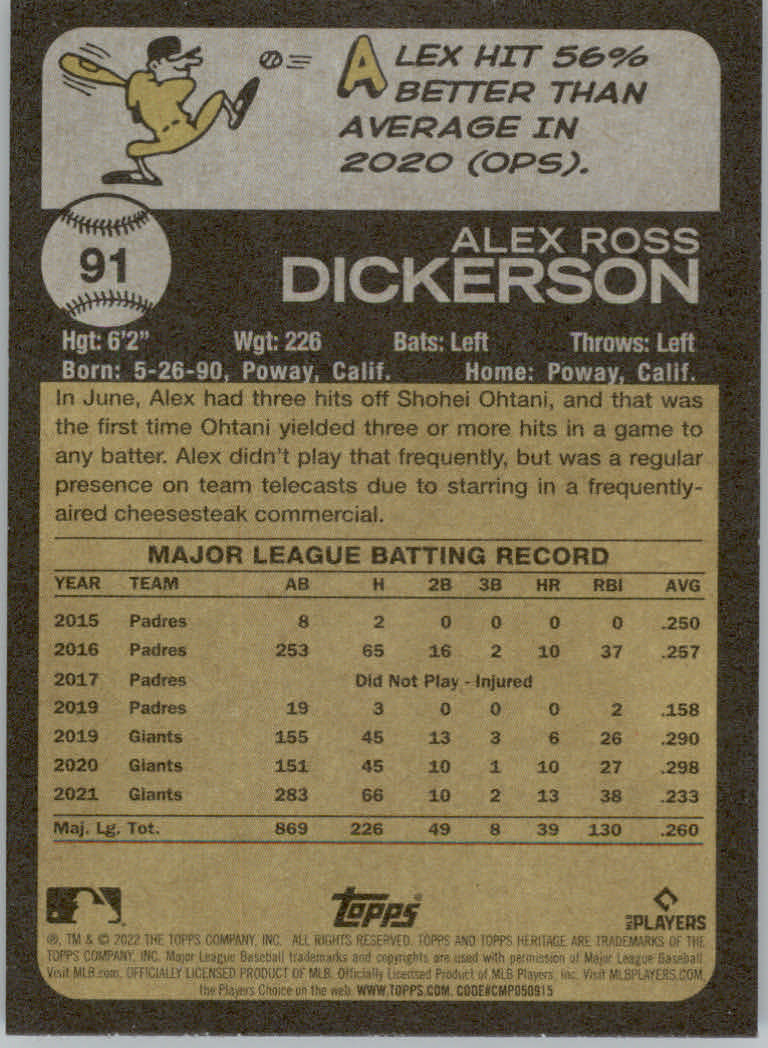 ALEX HIT 56%
BETTER THAN
AVERAGE IN
2020 (OPS).
91
ALEX ROSS
DICKERSON
Hgt: 6'2" Wgt: 226 Bats: Left Throws: Left
Born: 5-26-90, Poway, Calif. Home: Poway, Calif.
In June, Alex had three hits off Shohei Ohtani, and that was
the first time Ohtani yielded three or more hits in a game to
any batter. Alex didn't play that frequently, but was a regular
presence on team telecasts due to starring in a frequently-
aired cheesesteak commercial.
MAJOR LEAGUE BATTING RECORD
YEAR TEAM AB H 2B 3B HR RBI AVG
2015 Padres 8 2 0 0 0 0 .250
2016 Padres 253 65 16 2 10 37 .257
2017 Padres Did Not Play - Injured
2019 Padres 19 3 0 0 0 2 .158
2019 Giants 155 45 13 3 6 26 .290
2020 Giants 151 45 10 1 10 27 .298
2021 Giants 283 66 10 2 13 38 .233
Maj. Lg. Tot. 869 226 49 8 39 130 .260
Topps®
MLB PLAYERS
®, TM & © 2022 THE TOPPS COMPANY, INC. ALL RIGHTS RESERVED. TOPPS AND TOPPS HERITAGE ARE TRADEMARKS OF THE
TOPPS COMPANY, INC. Major League Baseball trademarks and copyrights are used with permission of Major League Baseball.
Visit MLB.com. OFFICIALLY LICENSED PRODUCT OF MLB. Officially Licensed Product of MLB Players, Inc. Visit MLBPLAYERS.COM,
the Players Choice on the web. WWW.TOPPS.COM. CODE#CMP050915